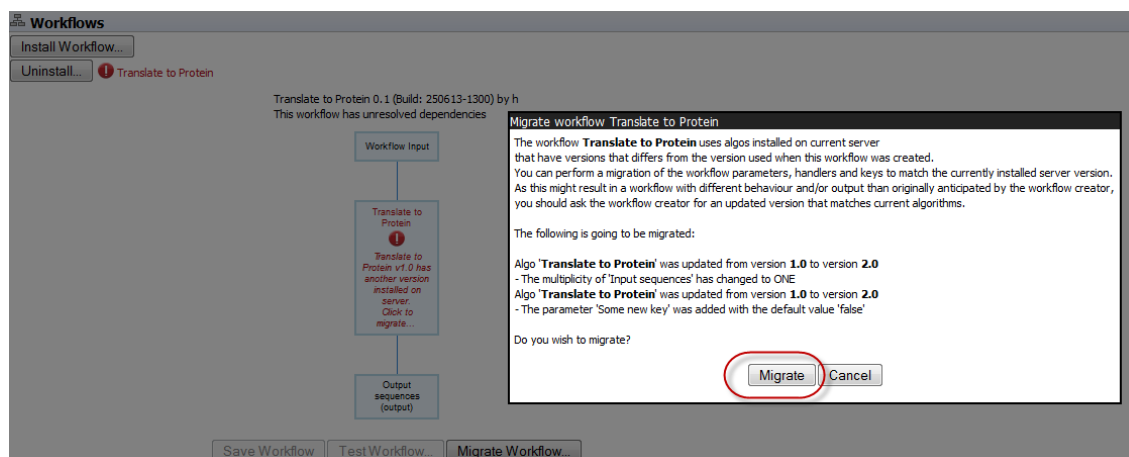 Workflows
Install Workflow...
Uninstall... Translate to Protein
Translate to Protein 0.1 (Build: 250613-1300) by h
This workflow has unresolved dependencies
Workflow Input
Translate to
Protein
Translate to
Protein v1.0 has
another version
installed on
server.
Click to
migrate...
Output
sequences
(output)
Save Workflow Test Workflow... Migrate Workflow...
Migrate workflow Translate to Protein
The workflow Translate to Protein uses algos installed on current server
that have versions that differs from the version used when this workflow was created.
You can perform a migration of the workflow parameters, handlers and keys to match the currently installed server version.
As this might result in a workflow with different behaviour and/or output than originally anticipated by the workflow creator,
you should ask the workflow creator for an updated version that matches current algorithms.
The following is going to be migrated:
Algo 'Translate to Protein' was updated from version 1.0 to version 2.0
- The multiplicity of 'Input sequences' has changed to ONE
Algo 'Translate to Protein' was updated from version 1.0 to version 2.0
- The parameter 'Some new key' was added with the default value 'false'
Do you wish to migrate?
Migrate Cancel